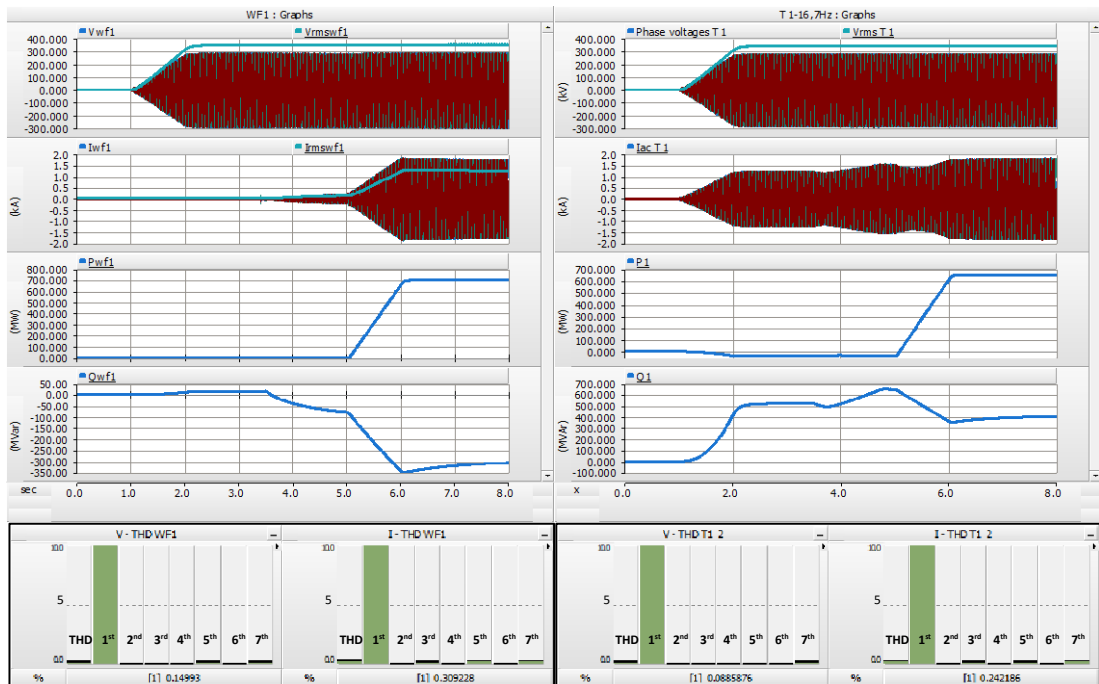 WF1 : Graphs
Vwf1 Vrmswf1
400.000
300.000
200.000
100.000
0.000
-100.000
-200.000
-300.000
Iwf1 Irmswf1
2.0
1.5
1.0
0.5
0.0
-0.5
-1.0
-1.5
-2.0
(kA)
Pwf1
800.000
700.000
600.000
500.000
400.000
300.000
200.000
100.000
0.000
(MW)
Qwf1
50.00
0.00
-50.00
-100.00
-150.00
-200.00
-250.00
-300.00
-350.00
(MVar)
sec 0.0 1.0 2.0 3.0 4.0 5.0 6.0 7.0 8.0
T 1-16,7Hz : Graphs
Phase voltages T 1 Vrms T 1
400.000
300.000
200.000
100.000
0.000
-100.000
-200.000
-300.000
(kV)
Iac T 1
2.0
1.5
1.0
0.5
0.0
-0.5
-1.0
-1.5
-2.0
(kA)
P1
700.000
600.000
500.000
400.000
300.000
200.000
100.000
0.000
(MW)
Q1
700.000
600.000
500.000
400.000
300.000
200.000
100.000
0.000
-100.000
(MVAr)
x 0.0 2.0 4.0 6.0 8.0
V - THD WF1
10.0
5
0.0
THD 1st 2nd 3rd 4th 5th 6th 7th
% [1] 0.14993
I - THD WF1
10.0
5
0.0
THD 1st 2nd 3rd 4th 5th 6th 7th
% [1] 0.309228
V - THD T1 2
10.0
5
0.0
THD 1st 2nd 3rd 4th 5th 6th 7th
% [1] 0.0885876
I - THD T1 2
10.0
5
0.0
THD 1st 2nd 3rd 4th 5th 6th 7th
% [1] 0.242186